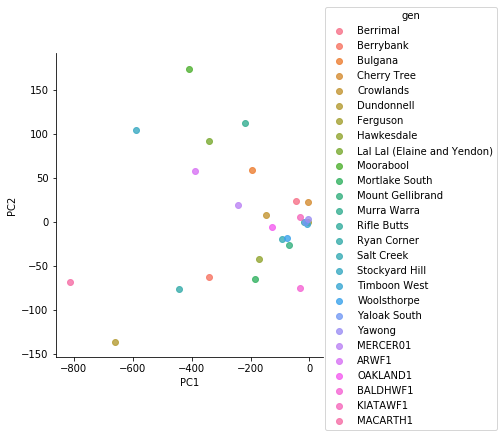 gen
Berrimal
Berrybank
Bulgana
Cherry Tree
Crowlands
Dundonnell
Ferguson
Hawkesdale
Lal Lal (Elaine and Yendon)
Moorabool
Mortlake South
Mount Gellibrand
Murra Warra
Rifle Butts
Ryan Corner
Salt Creek
Stockyard Hill
Timboon West
Woolsthorpe
Yaloak South
Yawong
MERCER01
ARWF1
OAKLAND1
BALDHWF1
KIATAWF1
MACARTH1
PC2
150
100
50
0
−50
−100
−150
−800
−600
−400
−200
0
PC1